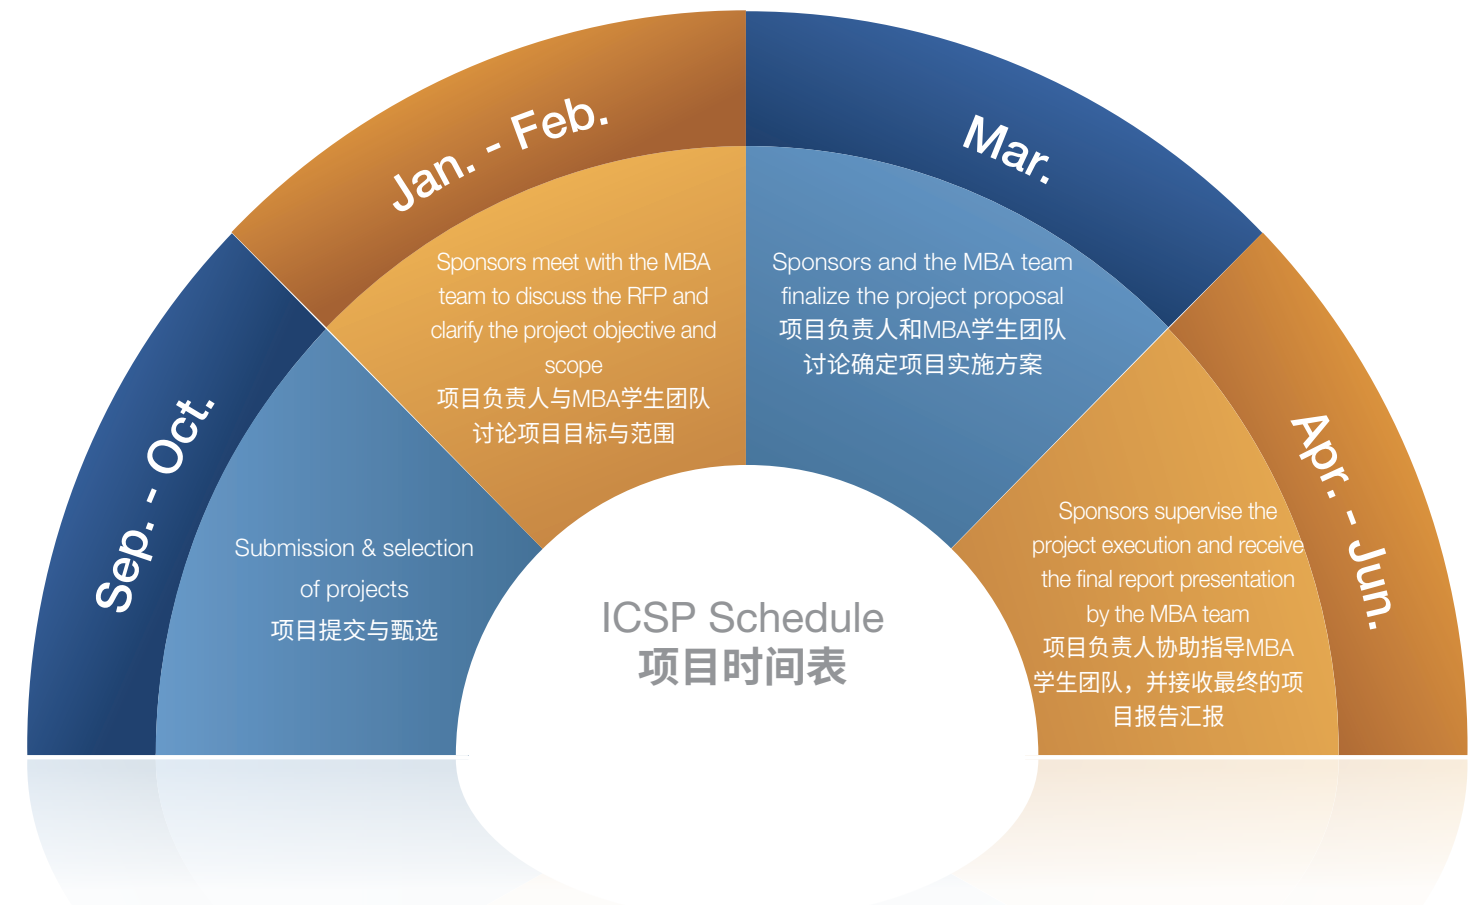 Sep. - Oct.
Submission & selection
of projects
项目提交与甄选
Jan. - Feb.
Sponsors meet with the MBA
team to discuss the RFP and
clarify the project objective and
scope
项目负责人与MBA学生团队
讨论项目目标与范围
Mar.
Sponsors and the MBA team
finalize the project proposal
项目负责人和MBA学生团队
讨论确定项目实施方案
Apr. - Jun.
Sponsors supervise the
project execution and receive
the final report presentation
by the MBA team
项目负责人协助指导MBA
学生团队，并接收最终的项
目报告汇报
ICSP Schedule
项目时间表